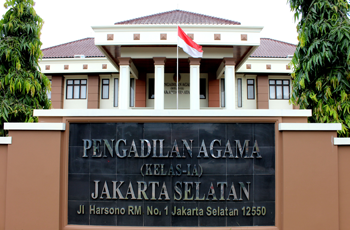 PENGADILAN AGAMA
(KELAS-IA)
JAKARTA SELATAN
Jl Harsono RM No. 1 Jakarta Selatan 12550